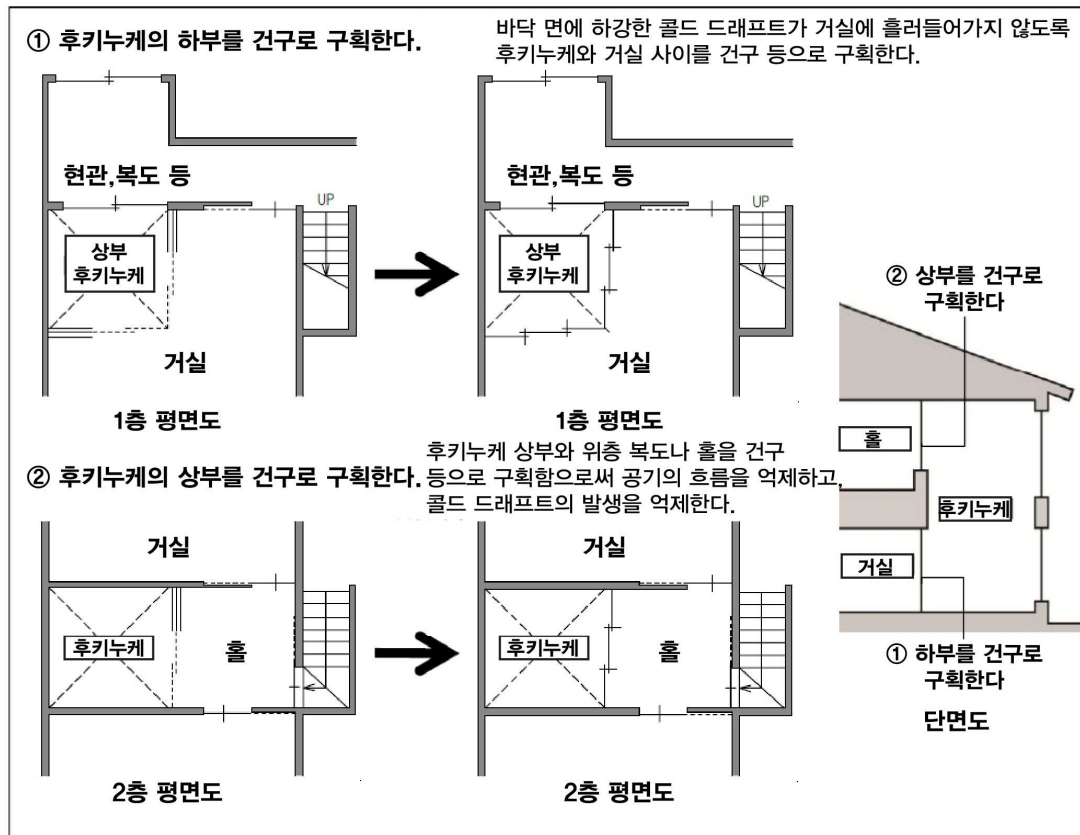 ① 후키누케의 하부를 건구로 구획한다.
바닥 면에 하강한 콜드 드래프트가 거실에 흘러들어가지 않도록
후키누케와 거실 사이를 건구 등으로 구획한다.
현관,복도 등
UP
상부
후키누케
거실
1층 평면도
현관,복도 등
UP
상부
후키누케
거실
1층 평면도
② 후키누케의 상부를 건구로 구획한다.
후키누케 상부와 위층 복도나 홀을 건구
등으로 구획함으로써 공기의 흐름을 억제하고,
콜드 드래프트의 발생을 억제한다.
거실
후키누케
홀
2층 평면도
거실
후키누케
홀
2층 평면도
② 상부를 건구로
구획한다
홀
후키누케
거실
① 하부를 건구로
구획한다
단면도